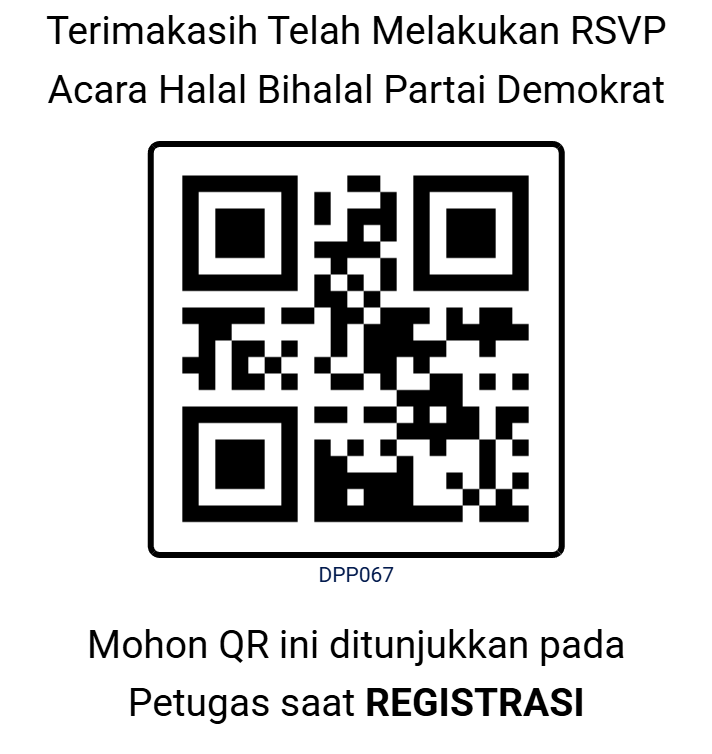 Terimakasih Telah Melakukan RSVP
Acara Halal Bihalal Partai Demokrat
DPP067
Mohon QR ini ditunjukkan pada
Petugas saat REGISTRASI